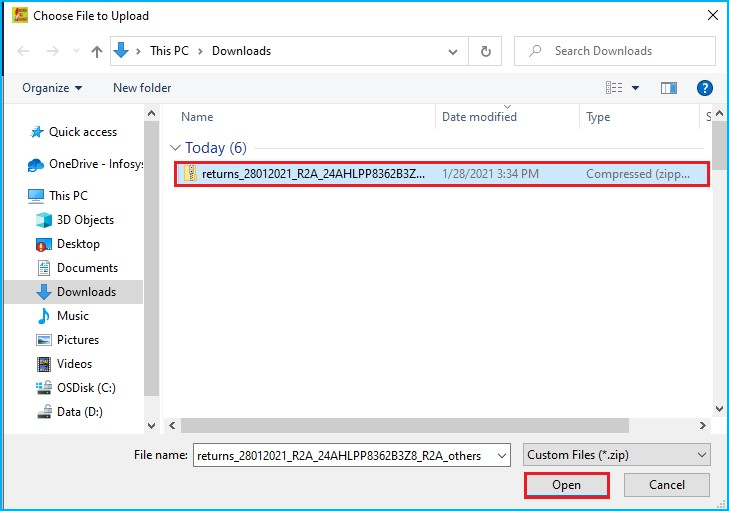 Choose File to Upload
This PC > Downloads
Search Downloads
Organize New folder
Name Date modified Type S
Today (6)
returns_28012021_R2A_24AHLPP8362B3Z... 1/28/2021 3:34 PM Compressed (zipp...
Quick access
OneDrive - Infosys
This PC
3D Objects
Desktop
Documents
Downloads
Music
Pictures
Videos
OSDisk (C:)
Data (D:)
File name: returns_28012021_R2A_24AHLPP8362B3Z8_R2A_others Custom Files (*.zip)
Open Cancel